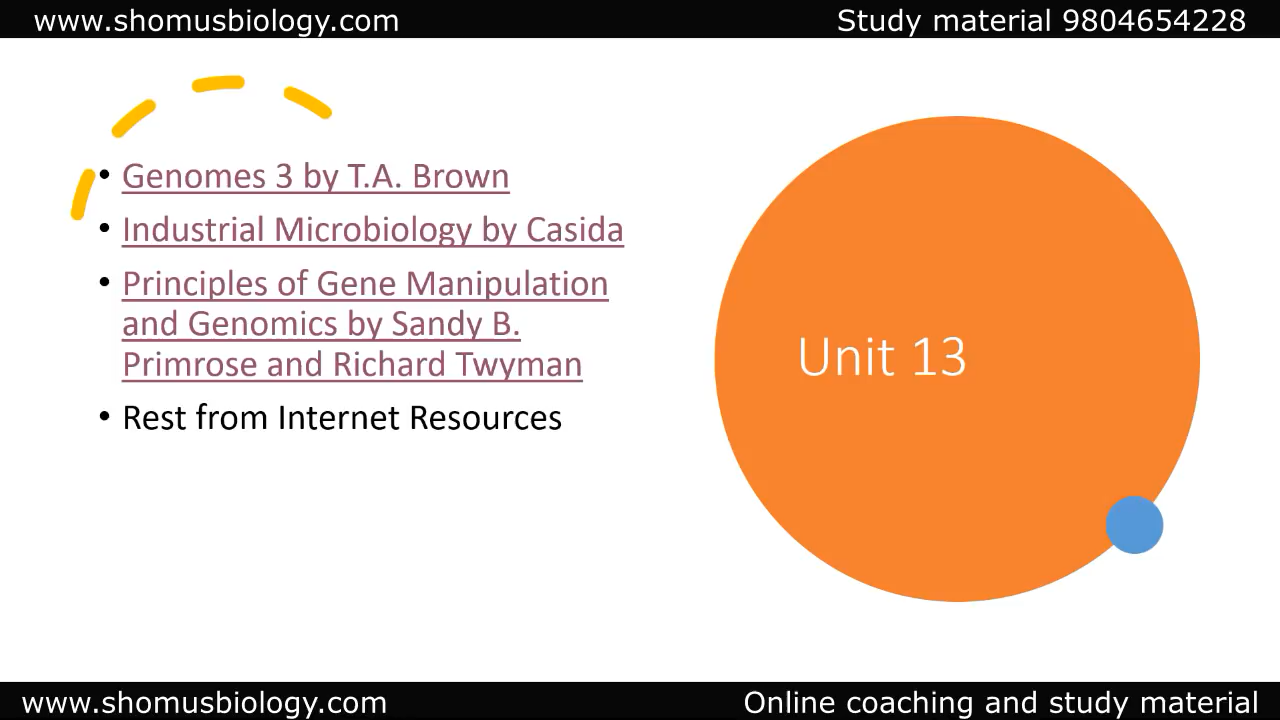 www.shomusbiology.com
Study material 9804654228
• Genomes 3 by T.A. Brown
• Industrial Microbiology by Casida
• Principles of Gene Manipulation
and Genomics by Sandy B.
Primrose and Richard Twyman
• Rest from Internet Resources
Unit 13
www.shomusbiology.com
Online coaching and study material